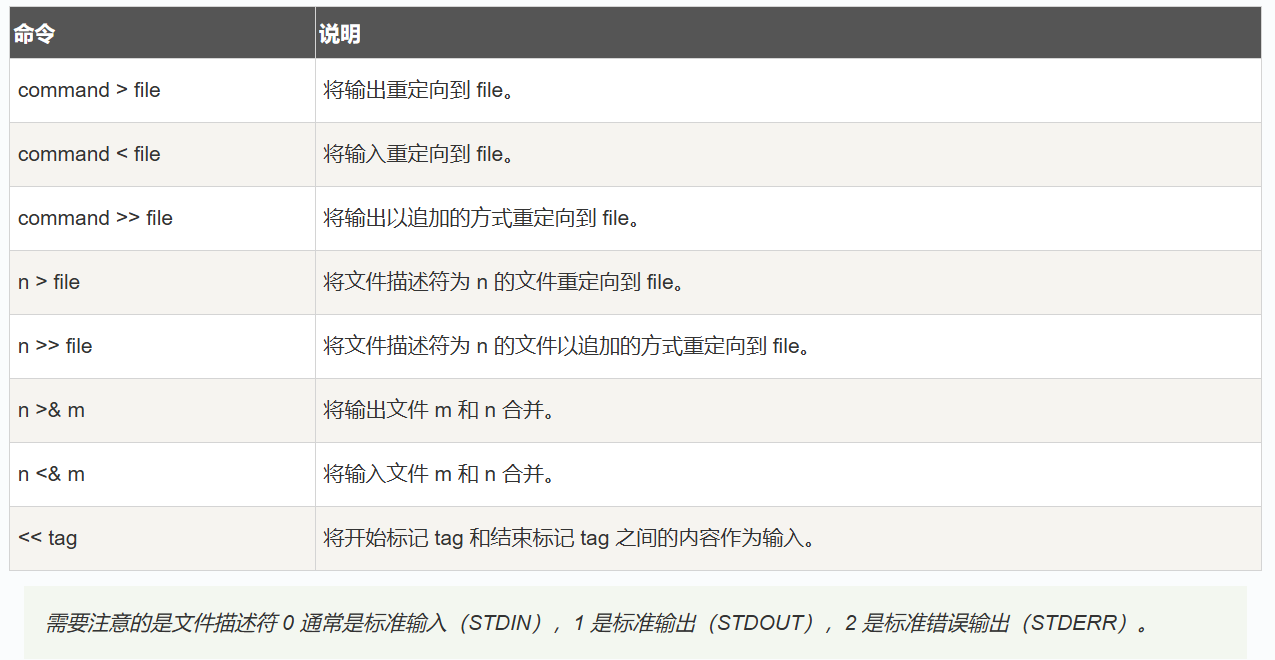 命令 说明
command > file 将输出重定向到 file。
command < file 将输入重定向到 file。
command >> file 将输出以追加的方式重定向到 file。
n > file 将文件描述符为 n 的文件重定向到 file。
n >> file 将文件描述符为 n 的文件以追加的方式重定向到 file。
n >& m 将输出文件 m 和 n 合并。
n <& m 将输入文件 m 和 n 合并。
<< tag 将开始标记 tag 和结束标记 tag 之间的内容作为输入。
需要注意的是文件描述符 0 通常是标准输入（STDIN），1 是标准输出（STDOUT），2 是标准错误输出（STDERR）。